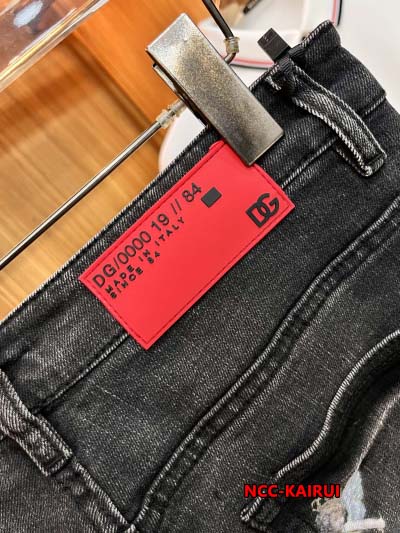 DG/0000 19 // 84
MADE IN ITALY
SINCE 84
DG
NCC-KAIRUI